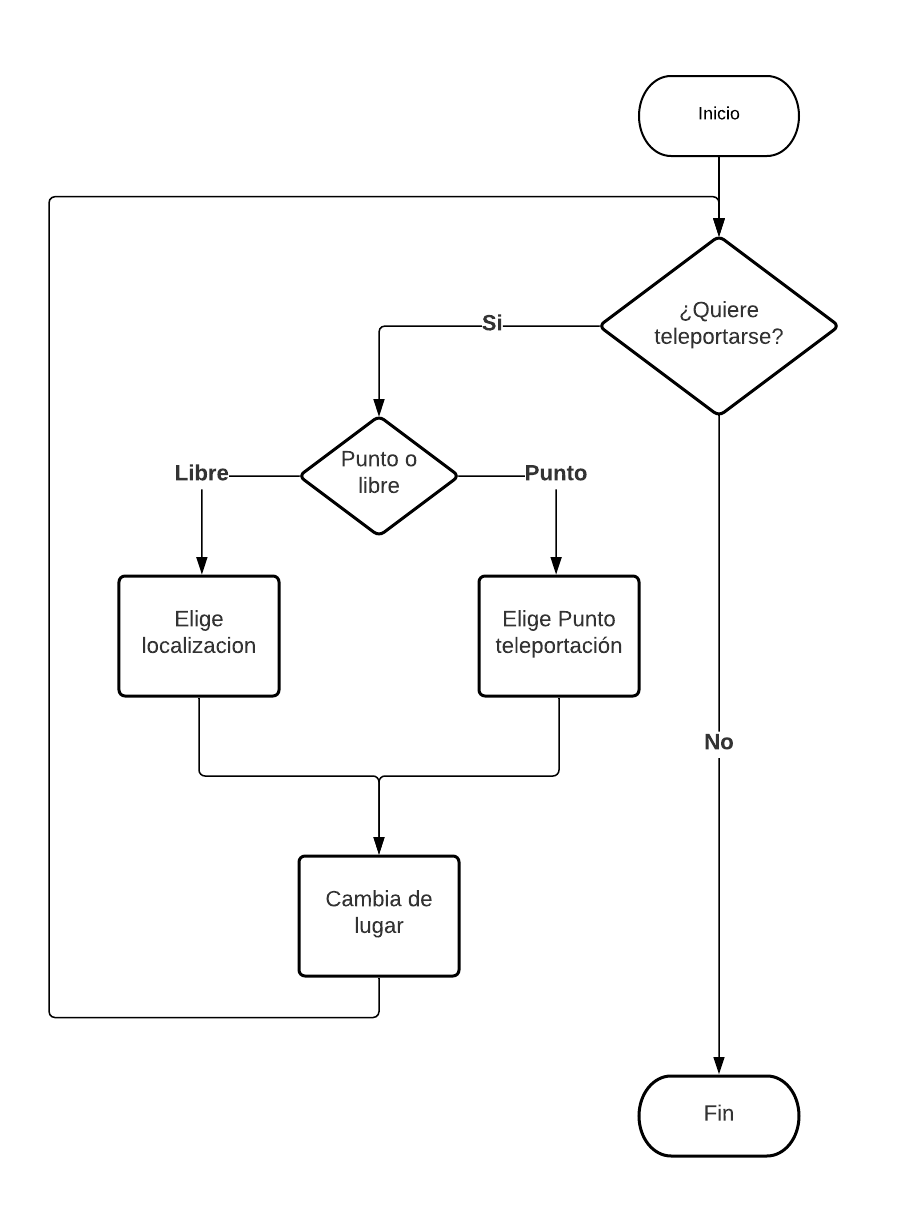 Inicio
¿Quiere
teleportarse?
Si
Punto o
libre
Libre
Punto
Elige
localizacion
Elige Punto
teleportación
No
Cambia de
lugar
Fin